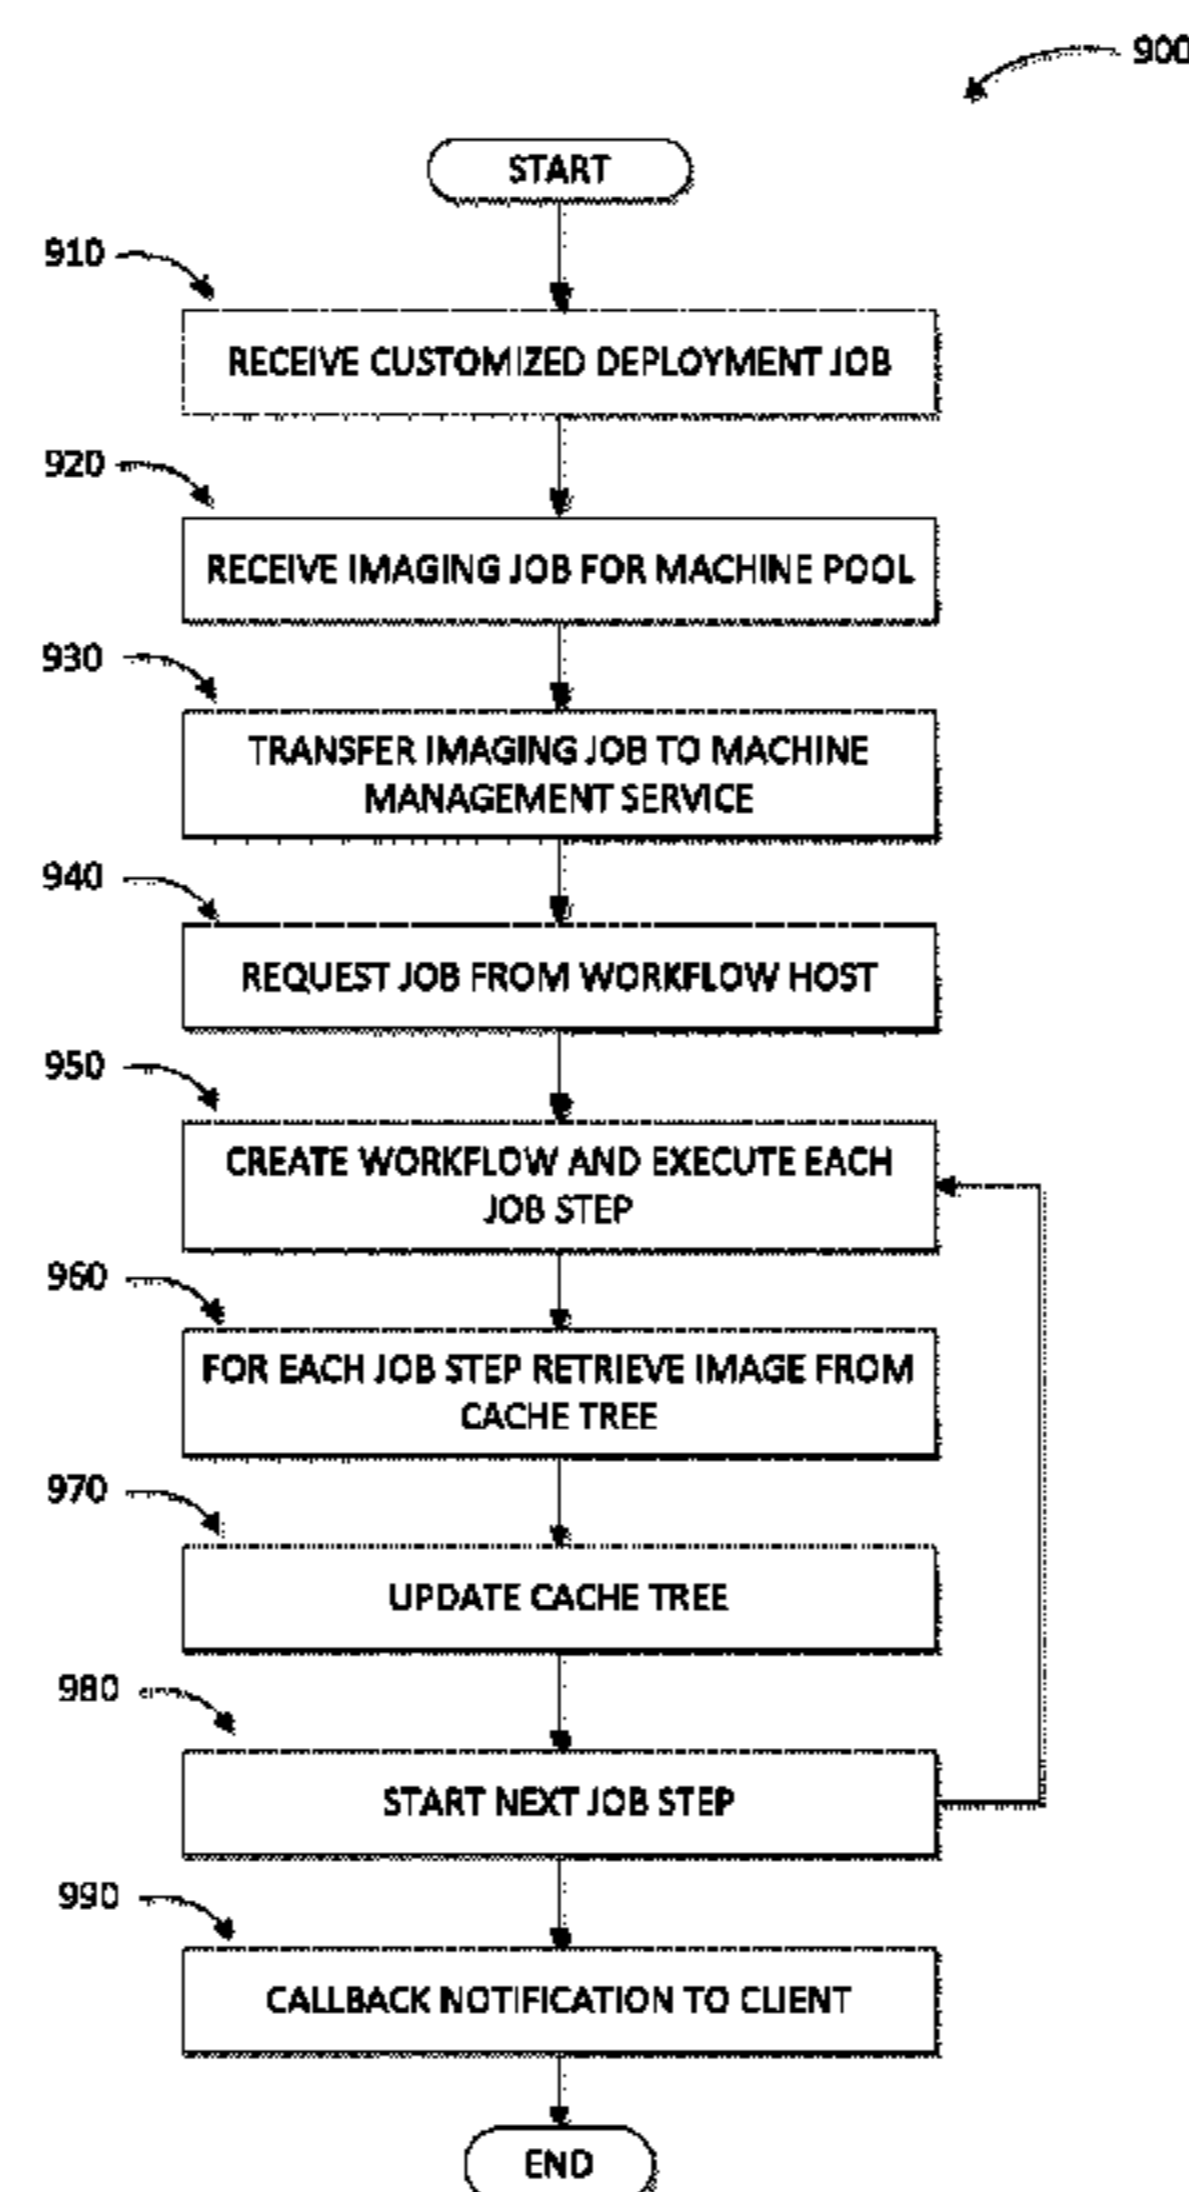 900
START
910
RECEIVE CUSTOMIZED DEPLOYMENT JOB
920
RECEIVE IMAGING JOB FOR MACHINE POOL
930
TRANSFER IMAGING JOB TO MACHINE
MANAGEMENT SERVICE
940
REQUEST JOB FROM WORKFLOW HOST
950
CREATE WORKFLOW AND EXECUTE EACH
JOB STEP
960
FOR EACH JOB STEP RETRIEVE IMAGE FROM
CACHE TREE
970
UPDATE CACHE TREE
980
START NEXT JOB STEP
990
CALLBACK NOTIFICATION TO CLIENT
END